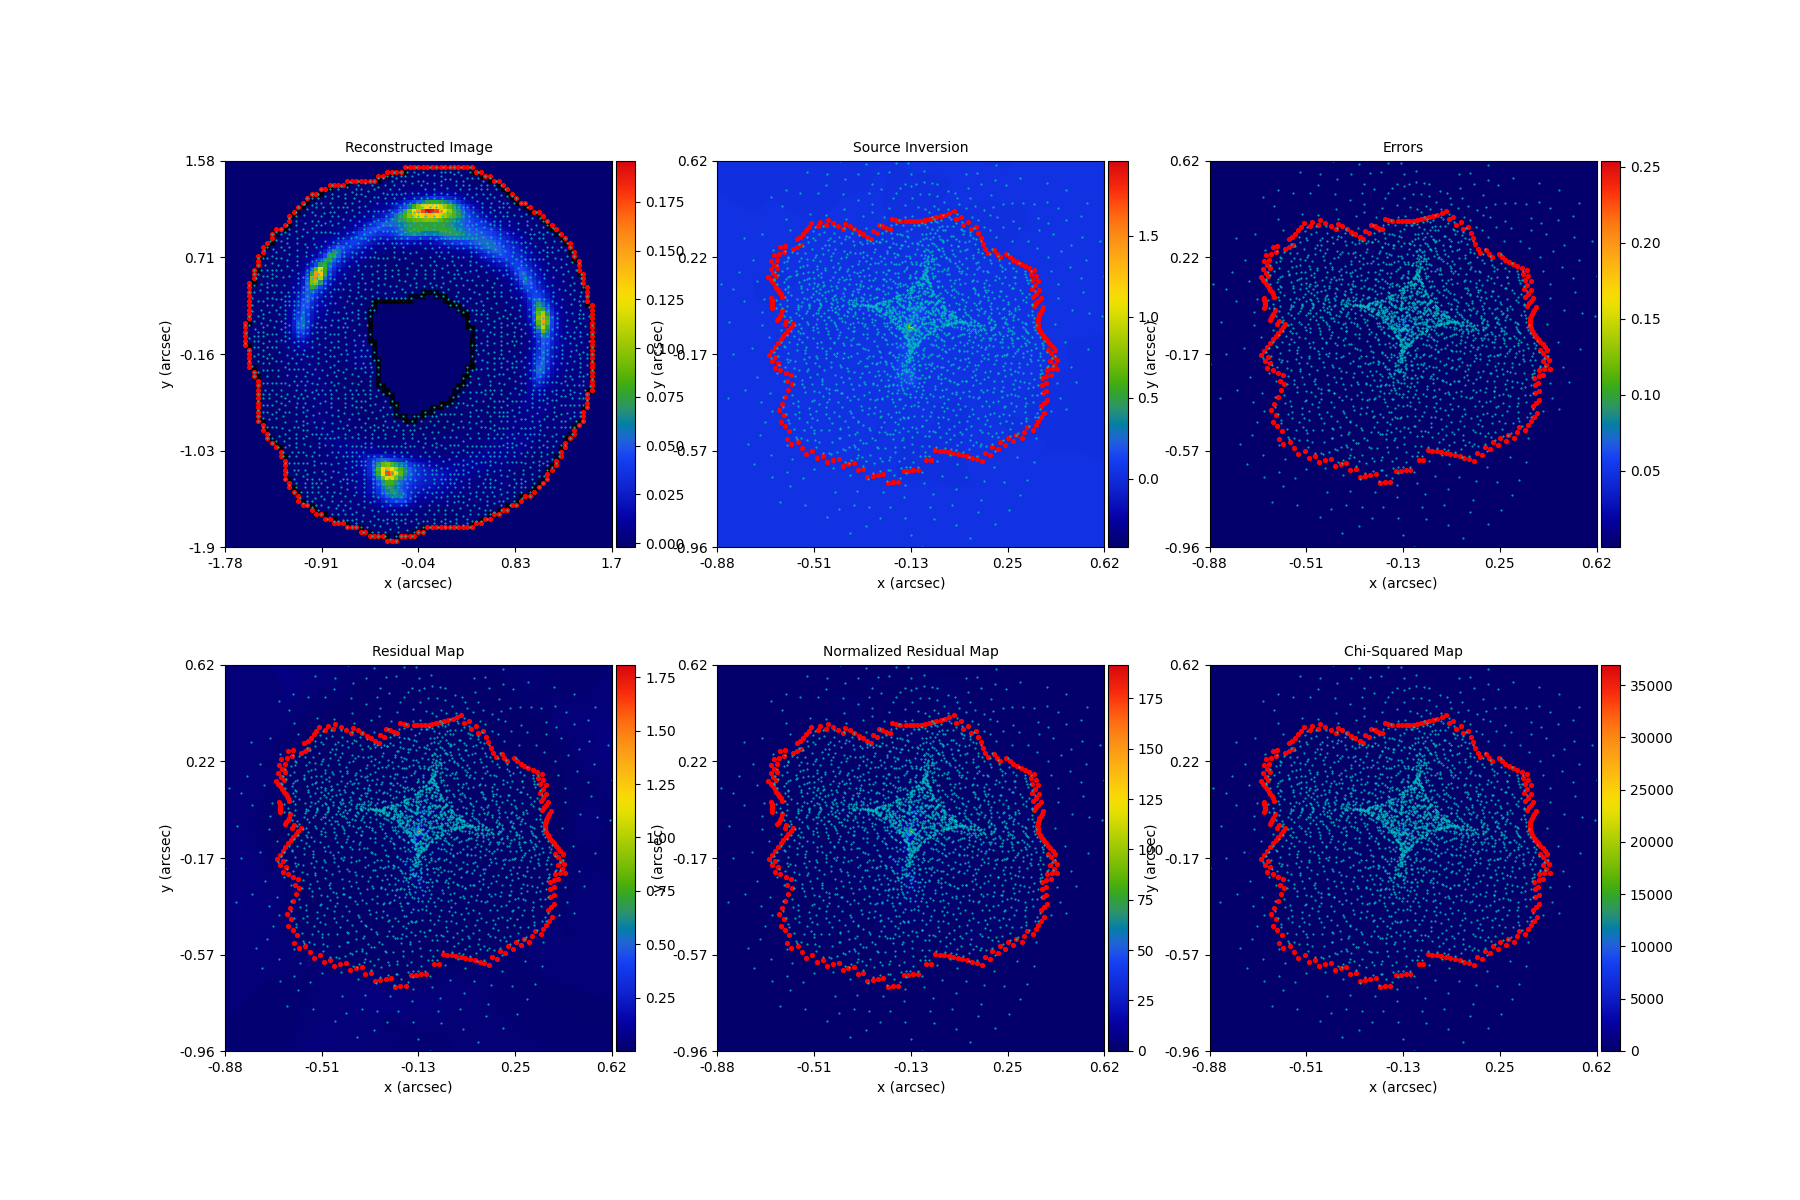 Reconstructed Image
1.58
0.71
-0.16
-1.03
-1.9
y (arcsec)
-1.78 -0.91 -0.04 0.83 1.7
x (arcsec)
0.175
0.150
0.125
0.100
0.075
0.050
0.025
0.000
Source Inversion
0.62
0.22
-0.17
-0.57
-0.96
y (arcsec)
-0.88 -0.51 -0.13 0.25 0.62
x (arcsec)
1.5
1.0
0.5
0.0
Errors
0.62
0.22
-0.17
-0.57
-0.96
y (arcsec)
-0.88 -0.51 -0.13 0.25 0.62
x (arcsec)
0.25
0.20
0.15
0.10
0.05
Residual Map
0.62
0.22
-0.17
-0.57
-0.96
y (arcsec)
-0.88 -0.51 -0.13 0.25 0.62
x (arcsec)
1.75
1.50
1.25
1.00
0.75
0.50
0.25
Normalized Residual Map
0.62
0.22
-0.17
-0.57
-0.96
y (arcsec)
-0.88 -0.51 -0.13 0.25 0.62
x (arcsec)
175
150
125
100
75
50
25
0
Chi-Squared Map
0.62
0.22
-0.17
-0.57
-0.96
y (arcsec)
-0.88 -0.51 -0.13 0.25 0.62
x (arcsec)
35000
30000
25000
20000
15000
10000
5000
0